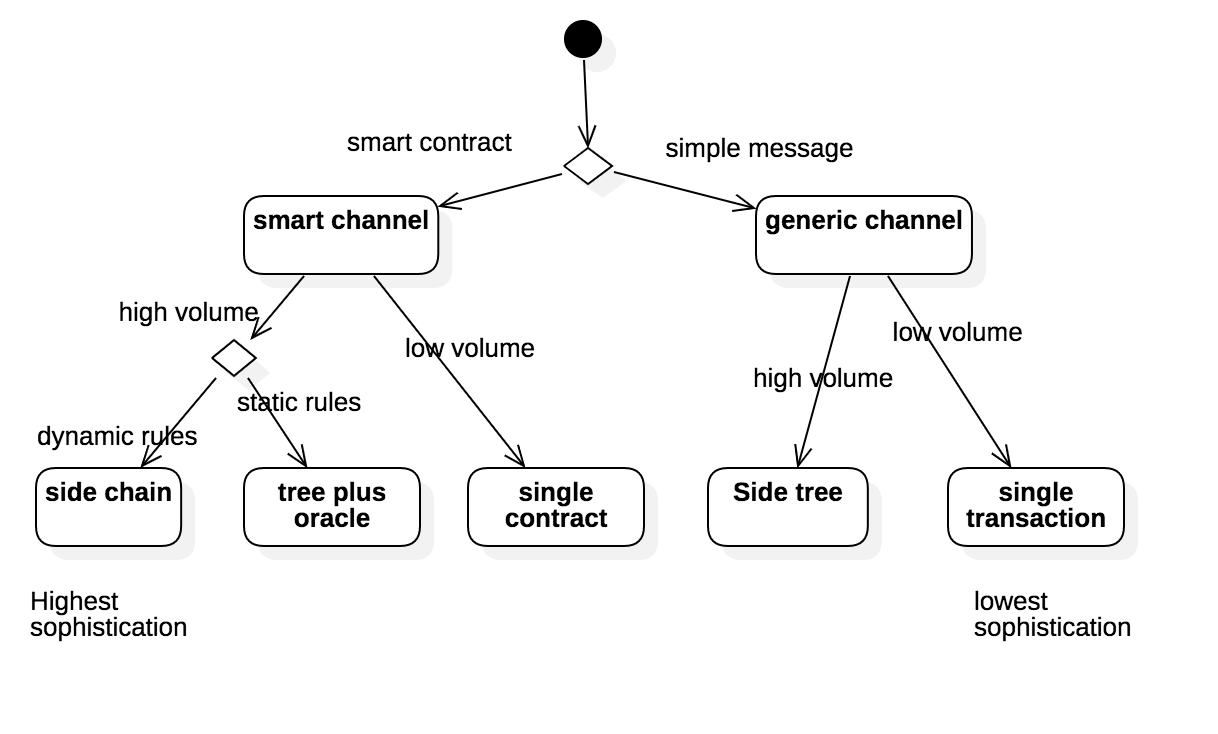 smart contract
simple message
smart channel
generic channel
high volume
low volume
low volume
high volume
static rules
dynamic rules
side chain
tree plus
oracle
single
contract
Side tree
single
transaction
Highest
sophistication
lowest
sophistication